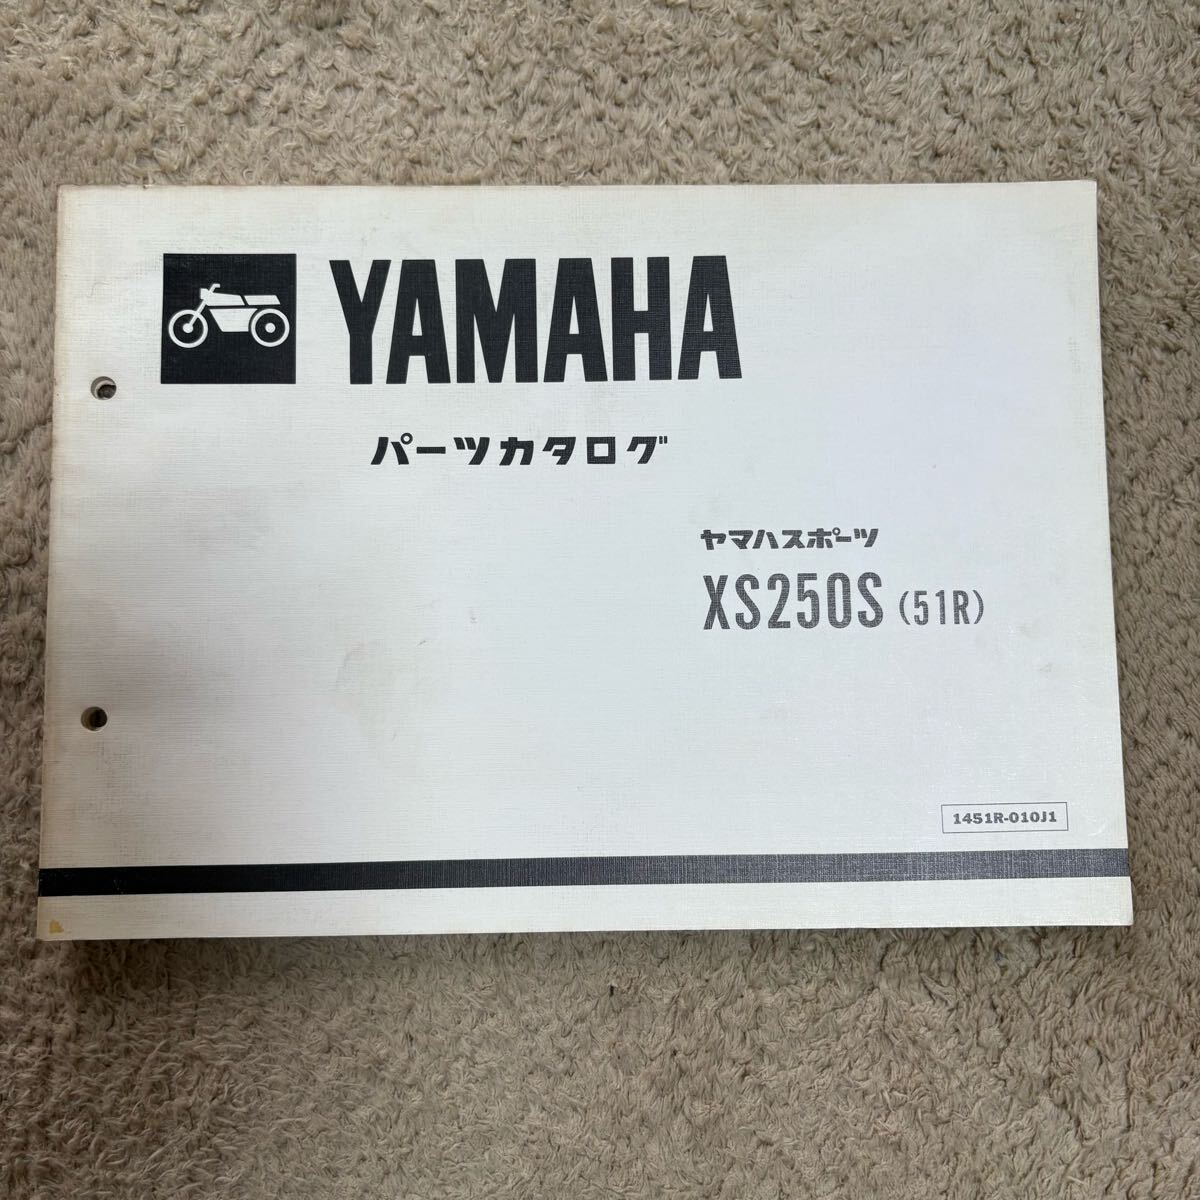 YAMAHA
パーツカタログ
ヤマハスポーツ
XS250S (51R)
1451R-010J1